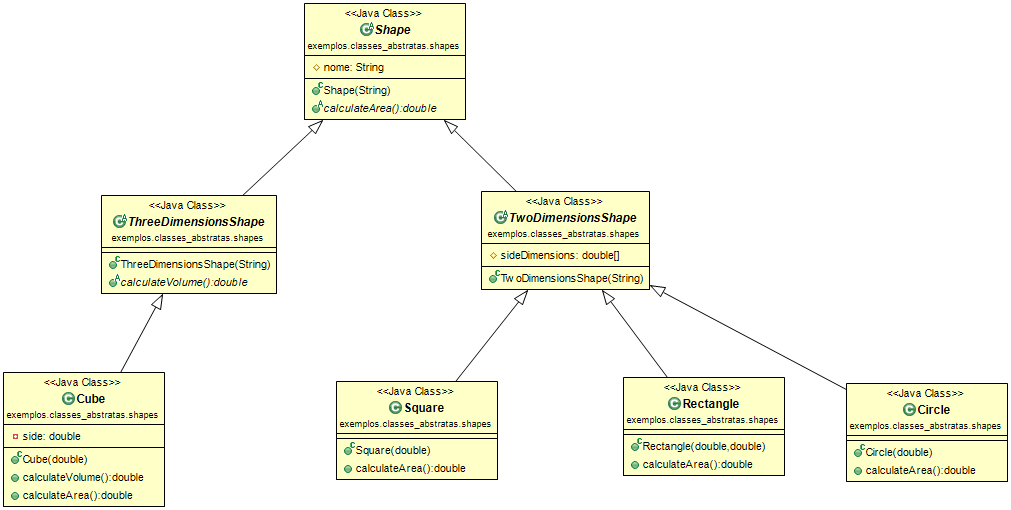 <<Java Class>>
Shape
exemplos.classes_abstratas.shapes
nome: String
Shape(String)
calculateArea():double
<<Java Class>>
ThreeDimensionsShape
exemplos.classes_abstratas.shapes
ThreeDimensionsShape(String)
calculateVolume():double
<<Java Class>>
TwoDimensionsShape
exemplos.classes_abstratas.shapes
sideDimensions: double[]
TwoDimensionsShape(String)
<<Java Class>>
Cube
exemplos.classes_abstratas.shapes
side: double
Cube(double)
calculateVolume():double
calculateArea():double
<<Java Class>>
Square
exemplos.classes_abstratas.shapes
Square(double)
calculateArea():double
<<Java Class>>
Rectangle
exemplos.classes_abstratas.shapes
Rectangle(double,double)
calculateArea():double
<<Java Class>>
Circle
exemplos.classes_abstratas.shapes
Circle(double)
calculateArea():double